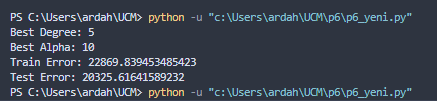 PS C:\Users\ardah\UCM> python -u "c:\Users\ardah\UCM\p6\p6_yeni.py"
Best Degree: 5
Best Alpha: 10
Train Error: 22869.839453485423
Test Error: 20325.61641589232
PS C:\Users\ardah\UCM> python -u "c:\Users\ardah\UCM\p6\p6_yeni.py"